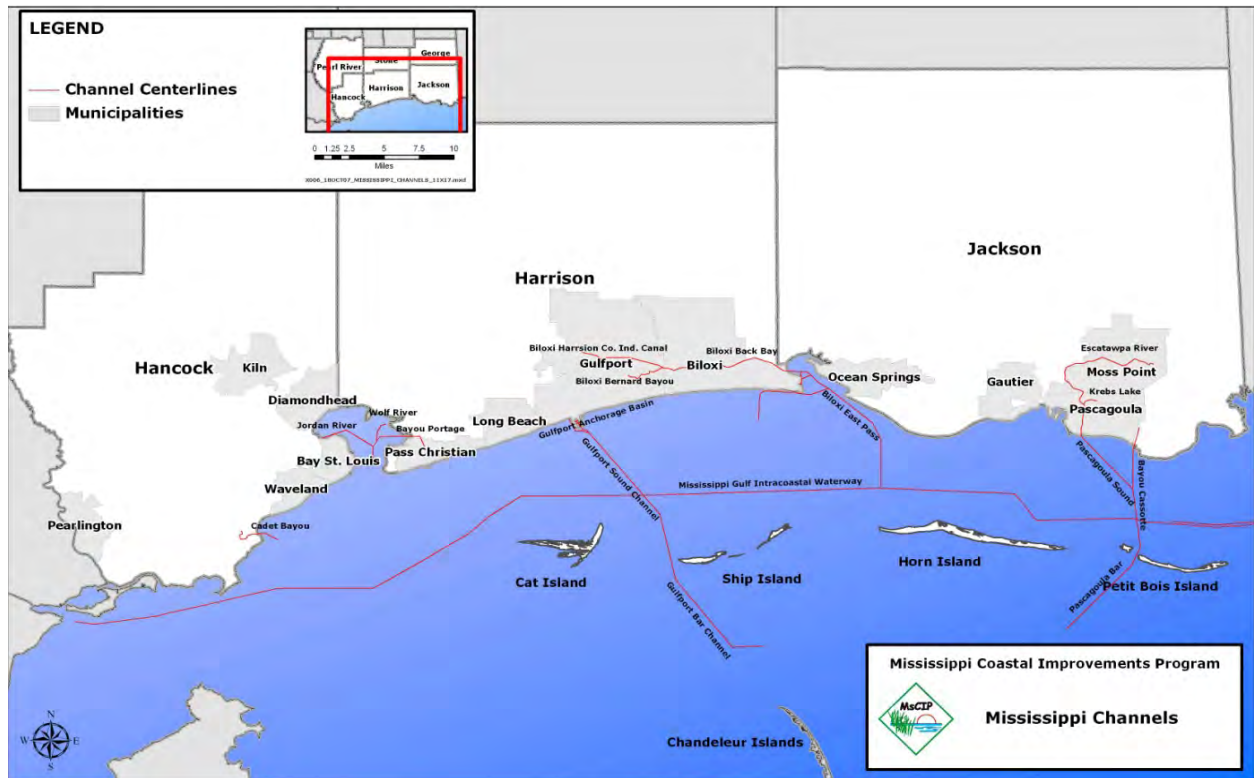 LEGEND
Channel Centerlines
Municipalities
Pearl River
Stone
George
Hancock
Harrison
Jackson
0 1.25 2.5 5 7.5 10
Miles
Jackson
Harrison
Hancock
Kiln
Diamondhead
Wolf River
Jordan River
Bayou Portage
Bay St. Louis
Pass Christian
Waveland
Pearlington
Cadet Bayou
Long Beach
Biloxi Harrsion Co. Ind. Canal
Gulfport
Biloxi Bernard Bayou
Biloxi
Biloxi Back Bay
Ocean Springs
Gautier
Escatawpa River
Moss Point
Krebs Lake
Pascagoula
Gulfport Anchorage Basin
Gulfport Sound Channel
Biloxi East Pass
Mississippi Gulf Intracoastal Waterway
Pascagoula Sound
Bayou Cassotte
Cat Island
Ship Island
Horn Island
Petit Bois Island
Pascagoula Bar
Gulfport Bar Channel
Chandeleur Islands
N
W E
S
Mississippi Coastal Improvements Program
MsCIP
Mississippi Channels